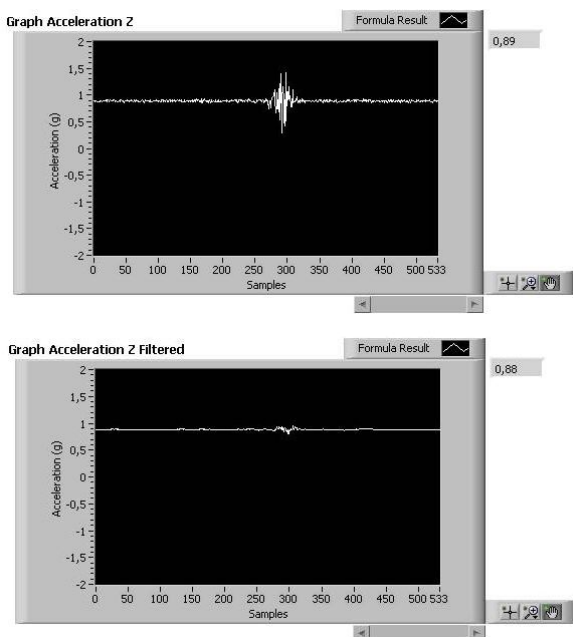 Graph Acceleration Z
Formula Result
0,89
2
1,5
1
0,5
0
-0,5
-1
-1,5
-2
Acceleration (g)
0 50 100 150 200 250 300 350 400 450 500 533
Samples
Graph Acceleration Z Filtered
Formula Result
0,88
2
1,5
1
0,5
0
-0,5
-1
-1,5
-2
Acceleration (g)
0 50 100 150 200 250 300 350 400 450 500 533
Samples